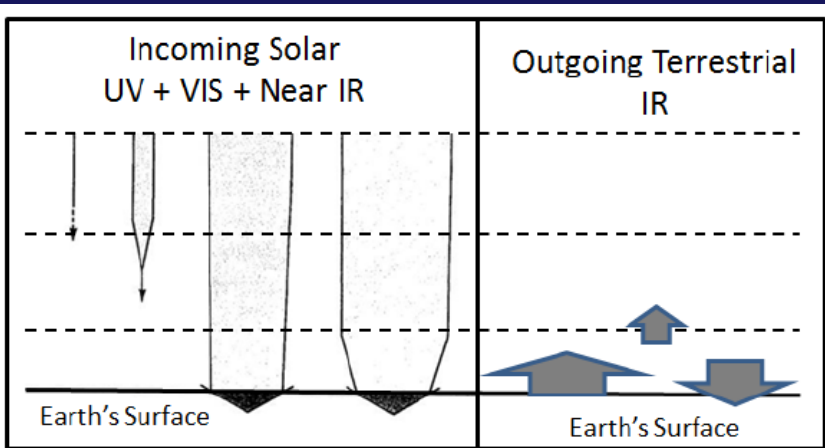 Incoming Solar
UV + VIS + Near IR
Outgoing Terrestrial
IR
Earth's Surface
Earth's Surface